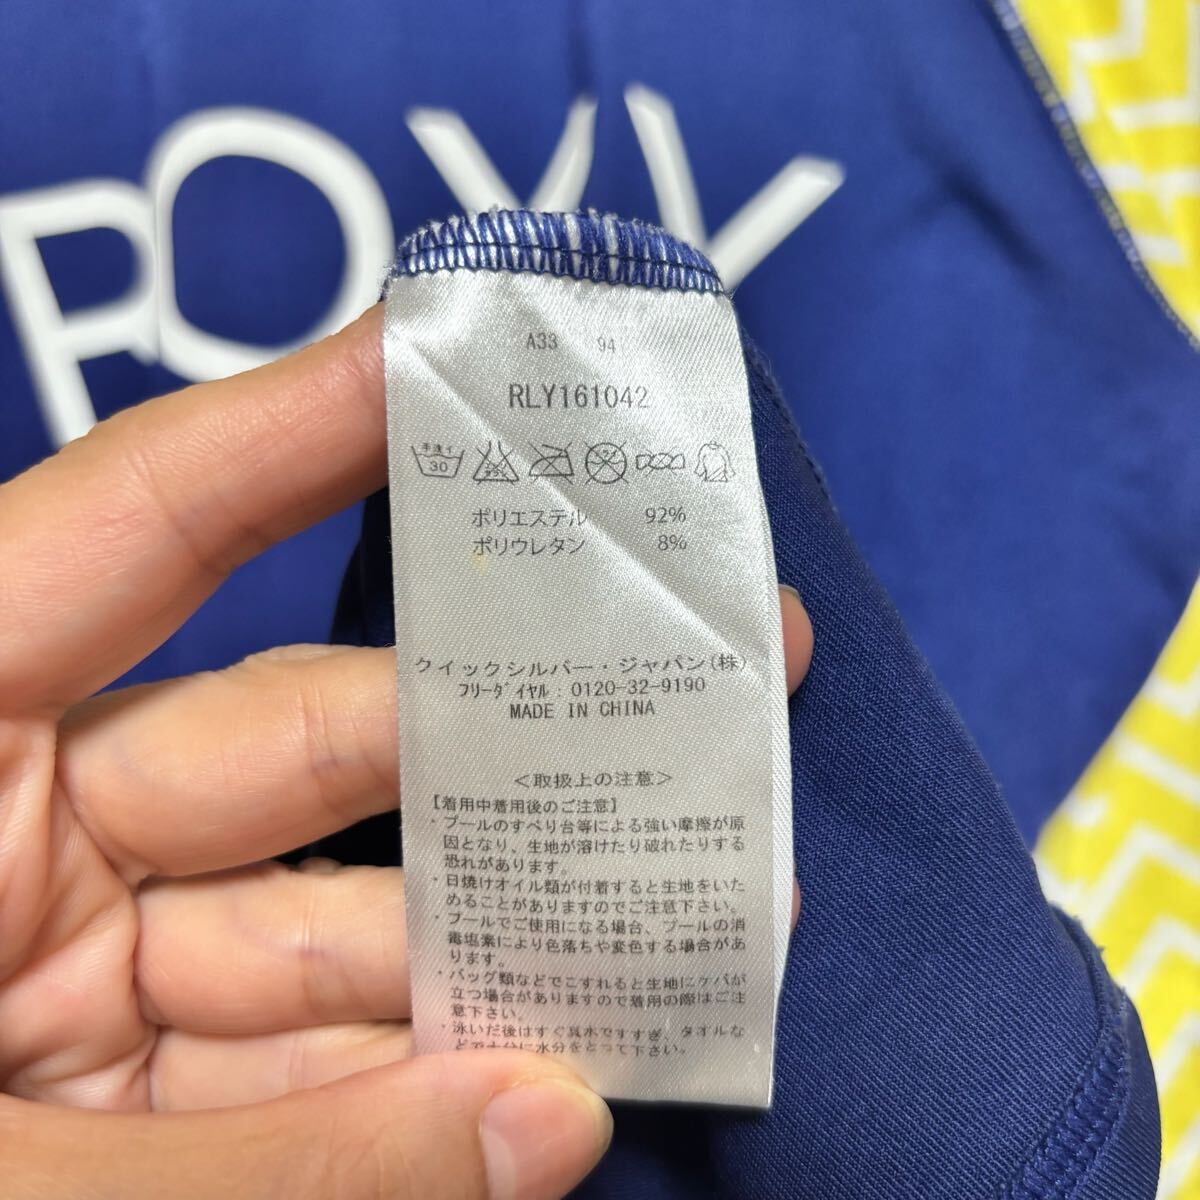 ROXY
A33 94
RLY161042
手洗イ
30
ポリエステル 92%
ポリウレタン 8%
クイックシルバー・ジャパン(株)
フリーダイヤル : 0120-32-9190
MADE IN CHINA
<取扱上の注意>
【着用中着用後のご注意】
・プールのすべり台等による強い摩擦が原
因となり、生地が溶けたり破れたりする
恐れがあります。
・日焼けオイル類が付着すると生地をいた
めることがありますのでご注意下さい。
・プールでご使用になる場合、プールの消
毒塩素により色落ちや変色する場合があ
ります。
・バッグ類などでこすれると生地にケバが
立つ場合がありますので着用の際はご注
意下さい。
・泳いだ後はすぐ真水ですすぎ、タオルな
どで十分に水分をとって下さい。